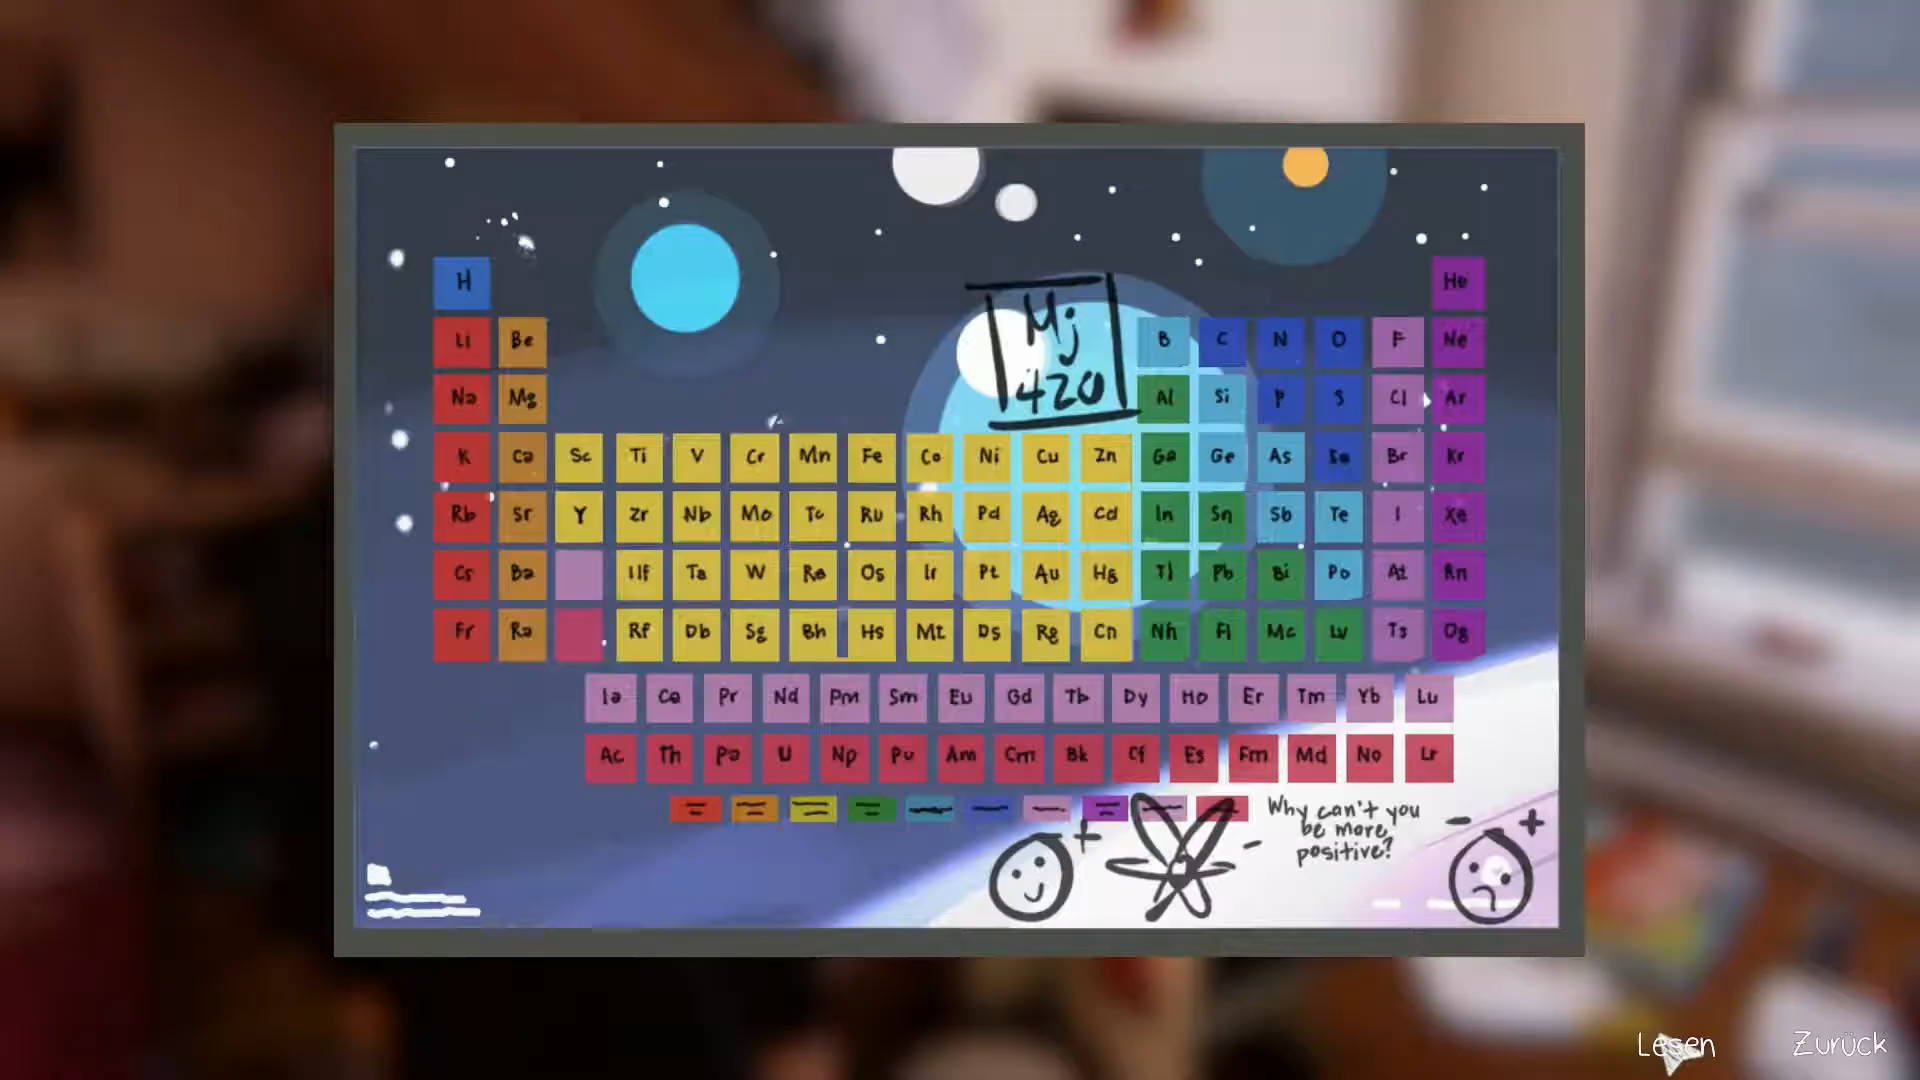 Mj
420
H He
Li Be B C N O F Ne
Na Mg Al Si P S Cl Ar
K Ca Sc Ti V Cr Mn Fe Co Ni Cu Zn Ga Ge As Se Br Kr
Rb Sr Y Zr Nb Mo Tc Ru Rh Pd Ag Cd In Sn Sb Te I Xe
Cs Ba Hf Ta W Re Os Ir Pt Au Hg Tl Pb Bi Po At Rn
Fr Ra Rf Db Sg Bh Hs Mt Ds Rg Cn Nh Fl Mc Lv Ts Og
la Ce Pr Nd Pm Sm Eu Gd Tb Dy Ho Er Tm Yb Lu
Ac Th Pa U Np Pu Am Cm Bk Cf Es Fm Md No Lr
Why can't you
be more
positive?
+ - - +
Lesen Zurück